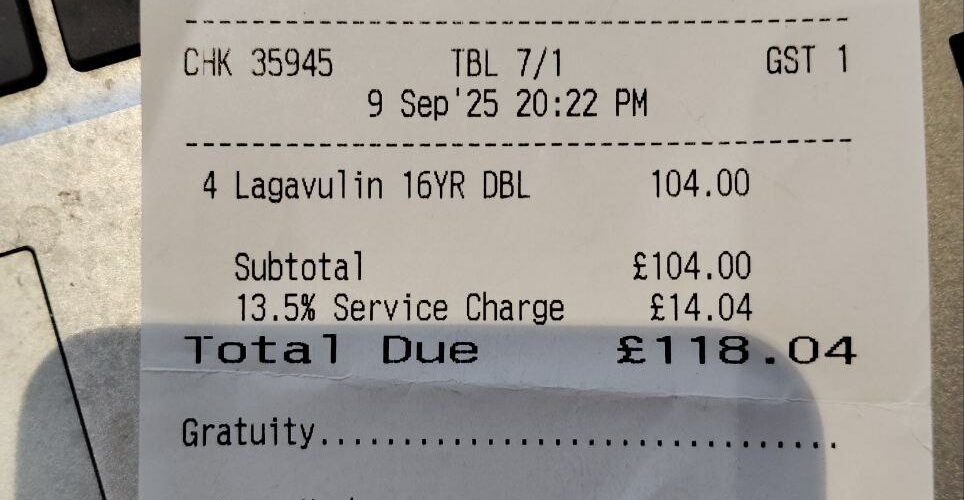 --------------------------------------------------
CHK 35945 TBL 7/1 GST 1
9 Sep'25 20:22 PM
--------------------------------------------------
4 Lagavulin 16YR DBL 104.00
Subtotal £104.00
13.5% Service Charge £14.04
Total Due £118.04
Gratuity................................